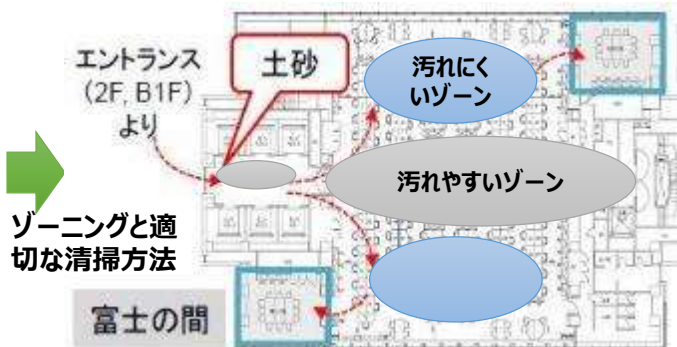 エントランス
(2F, B1F)
より
土砂
汚れにく
いゾーン
汚れやすいゾーン
ゾーニングと適
切な清掃方法
富士の間